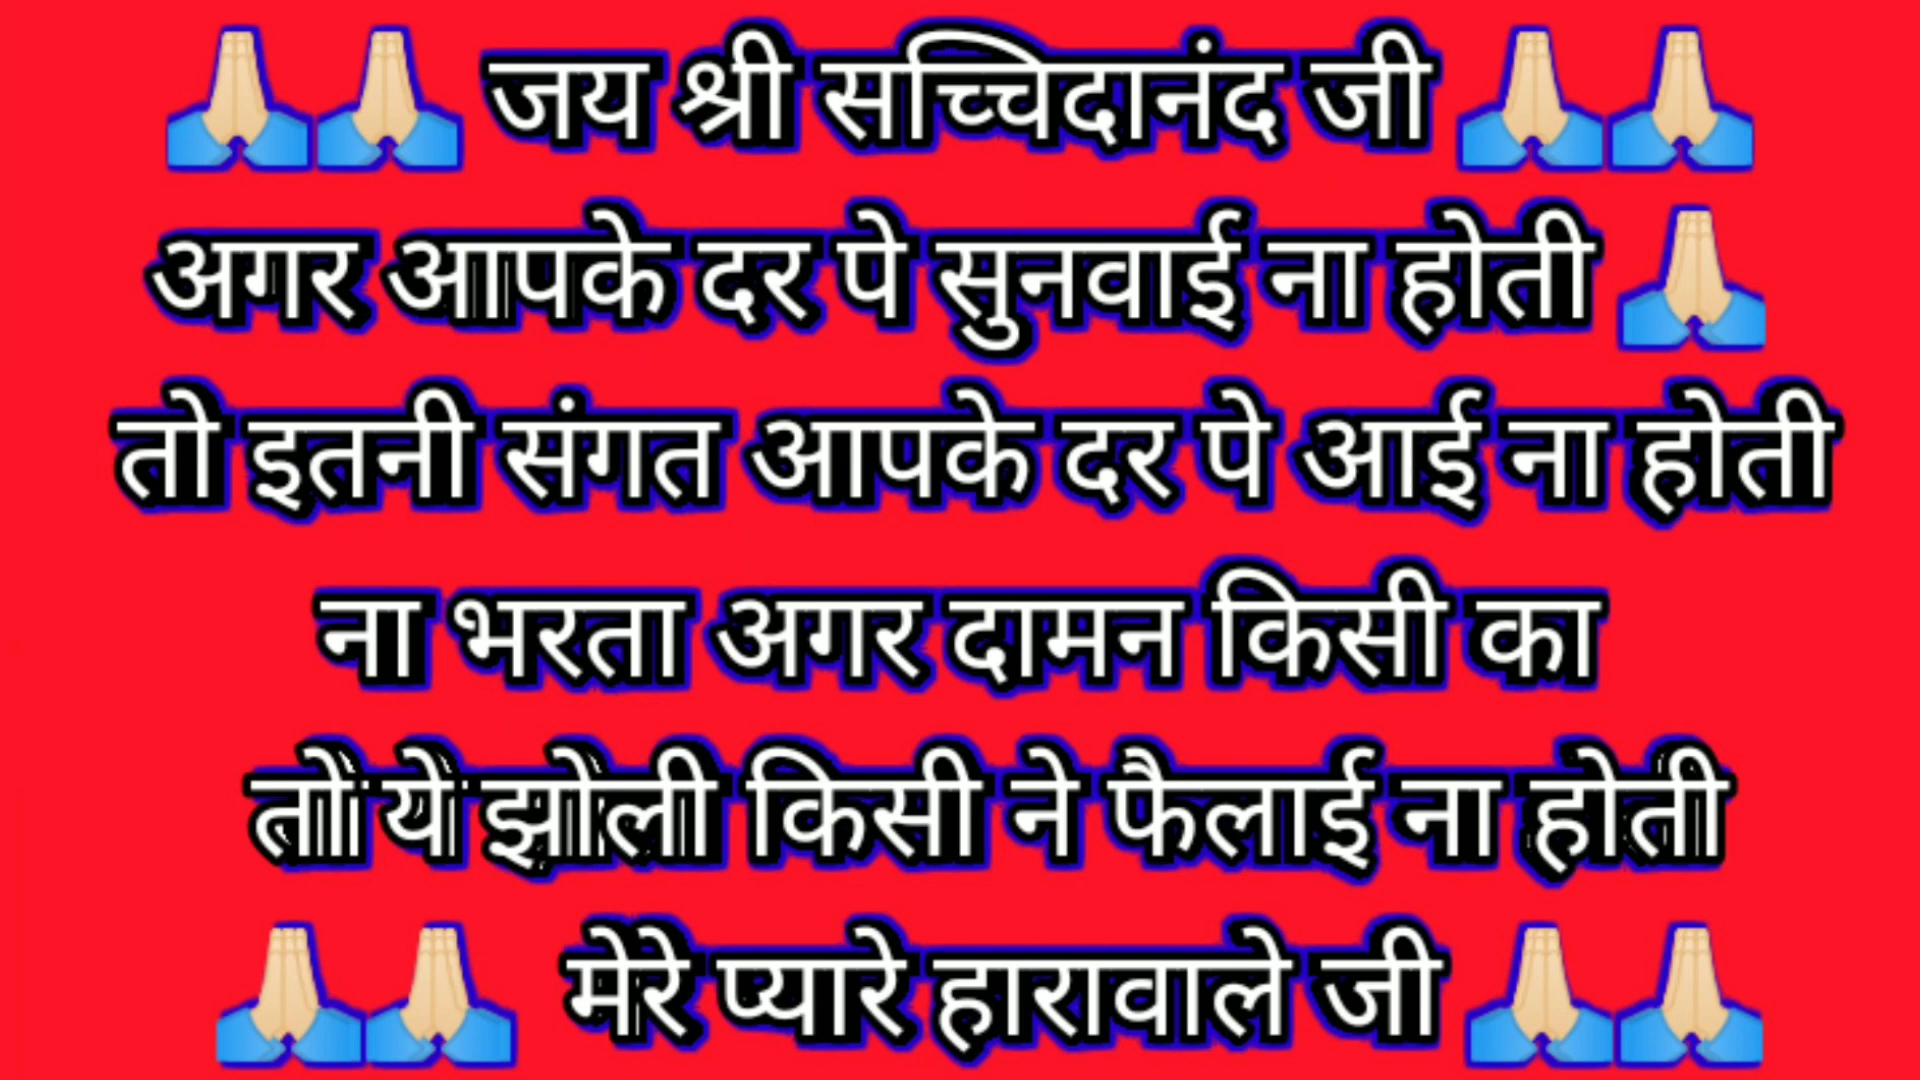 🙏🏻🙏🏻 जय श्री सच्चिदानंद जी 🙏🏻🙏🏻
अगर आपके दर पे सुनवाई ना होती 🙏🏻
तो इतनी संगत आपके दर पे आई ना होती
ना भरता अगर दामन किसी का
तो ये झोली किसी ने फैलाई ना होती
🙏🏻🙏🏻 मेरे प्यारे हारावाले जी 🙏🏻🙏🏻